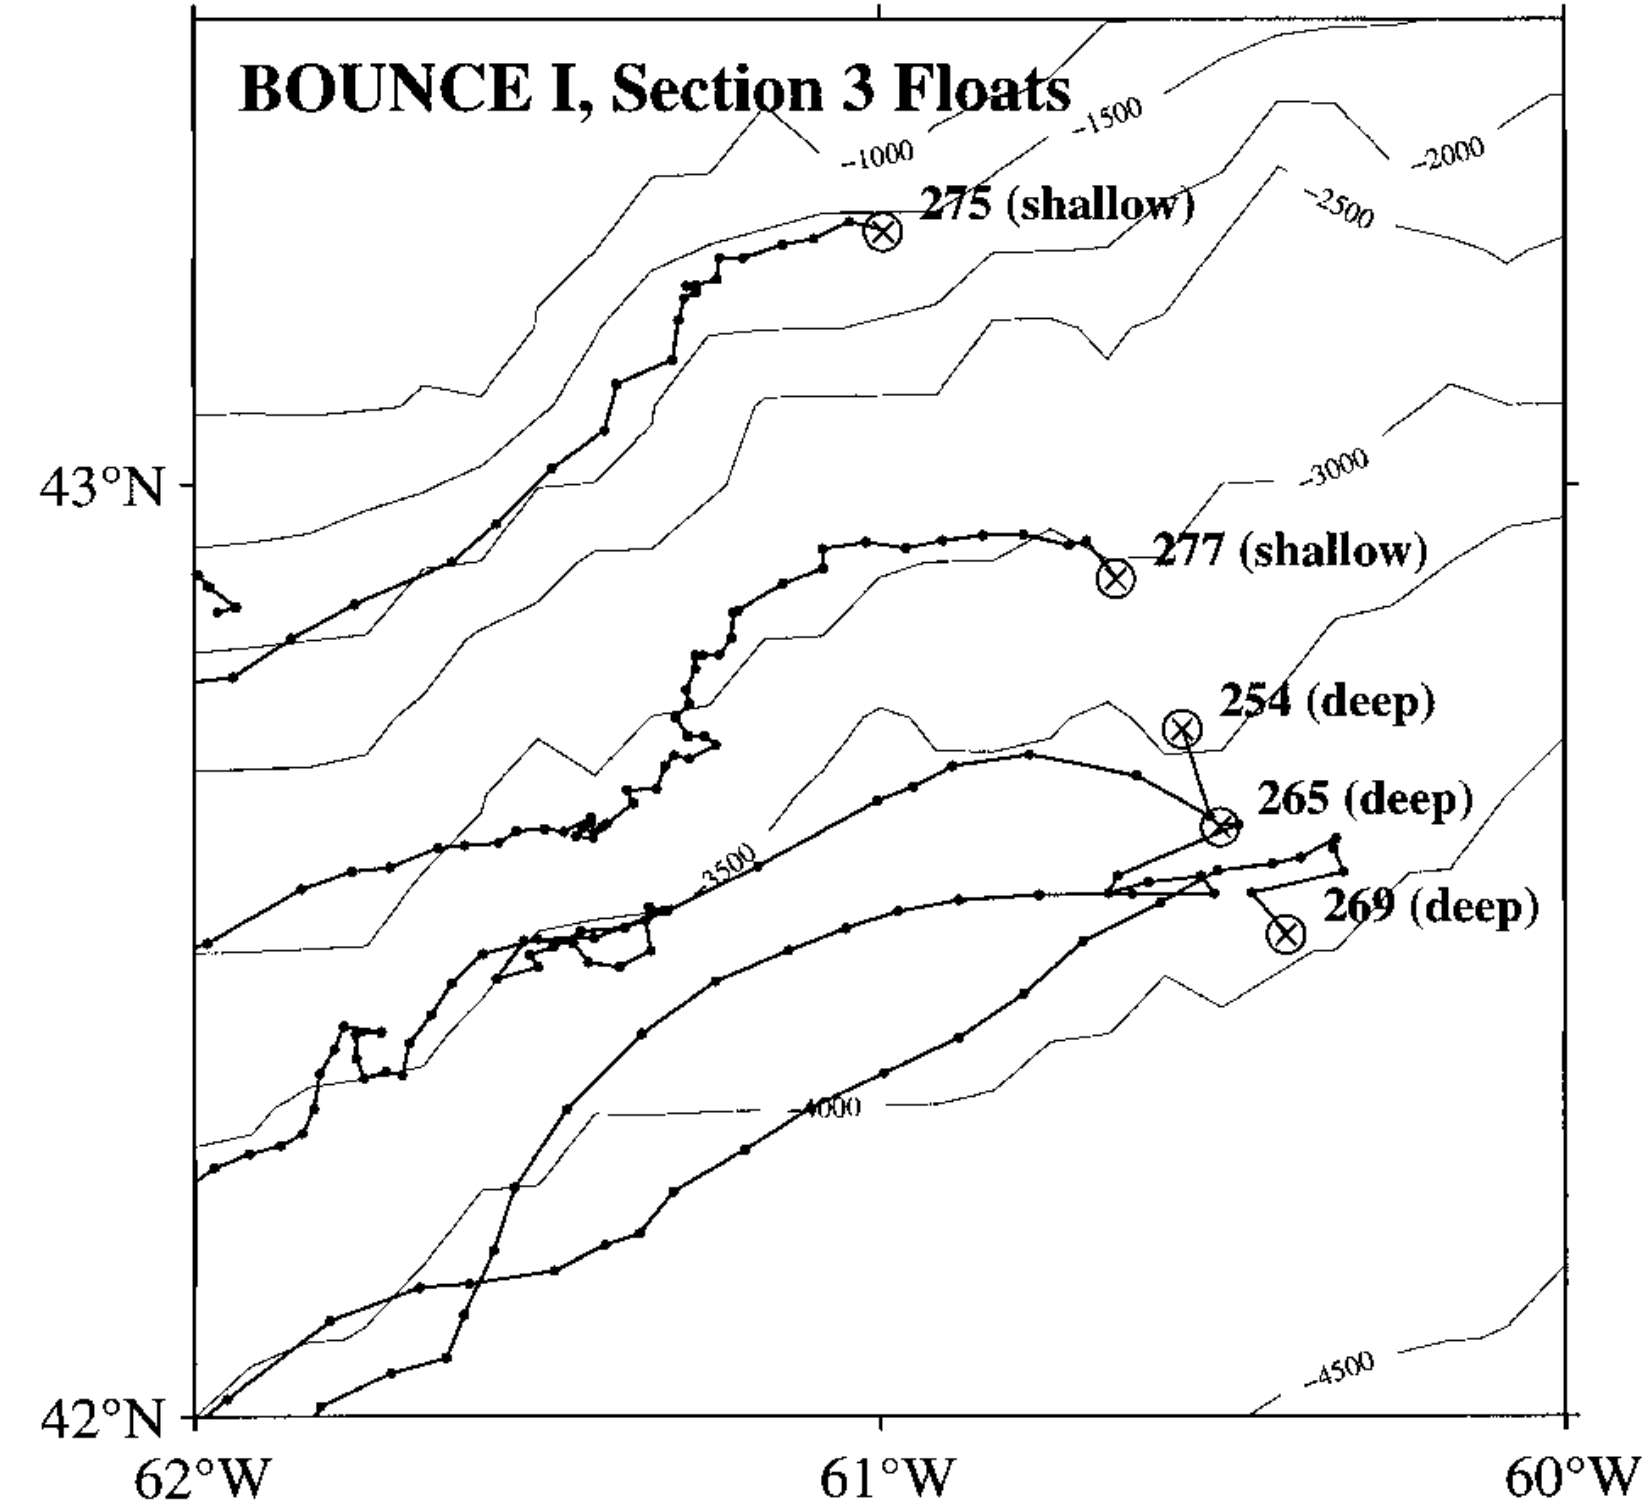 BOUNCE I, Section 3 Floats
-1500
-1000
-2000
275 (shallow)
-2500
43°N
-3000
277 (shallow)
254 (deep)
265 (deep)
-3500
269 (deep)
-4000
-4500
42°N
62°W 61°W 60°W